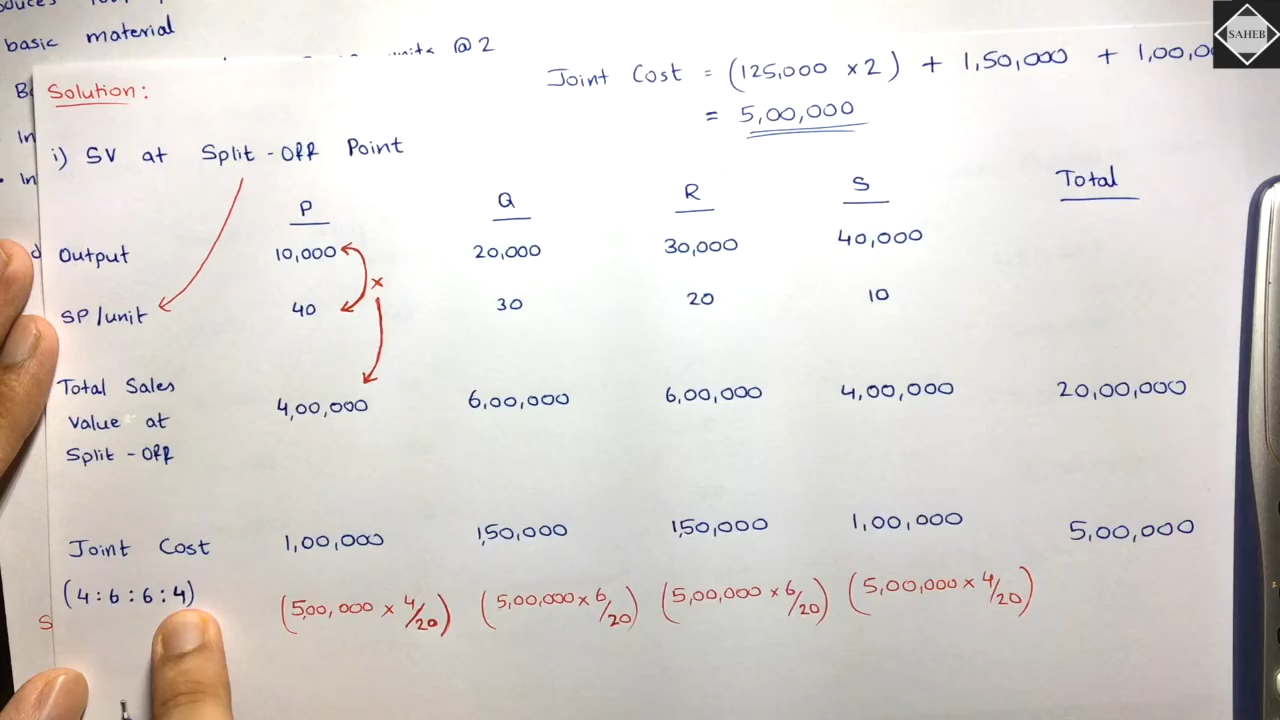 basic material
@ 2
SAHEB
Joint Cost = (125,000 x 2) + 1,50,000 + 1,00,00
= 5,00,000
Solution:
i) SV at Split-Off Point
P Q R S Total
Output 10,000 20,000 30,000 40,000
x
SP/unit 40 30 20 10
Total Sales Value at Split-Off 4,00,000 6,00,000 6,00,000 4,00,000 20,00,000
Joint Cost 1,00,000 1,50,000 1,50,000 1,00,000 5,00,000
(4:6:6:4) (5,00,000 x 4/20) (5,00,000 x 6/20) (5,00,000 x 6/20) (5,00,000 x 4/20)